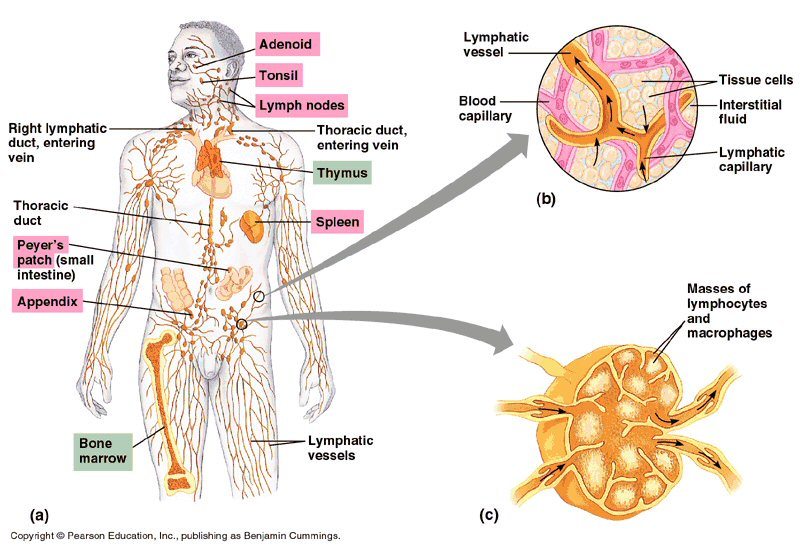 Adenoid
Tonsil
Lymph nodes
Right lymphatic
duct, entering
vein
Thoracic duct,
entering vein
Thymus
Thoracic
duct
Spleen
Peyer's
patch (small
intestine)
Appendix
Bone
marrow
Lymphatic
vessels
(a)
Lymphatic
vessel
Tissue cells
Blood
capillary
Interstitial
fluid
Lymphatic
capillary
(b)
Masses of
lymphocytes
and
macrophages
(c)
Copyright © Pearson Education, Inc., publishing as Benjamin Cummings.